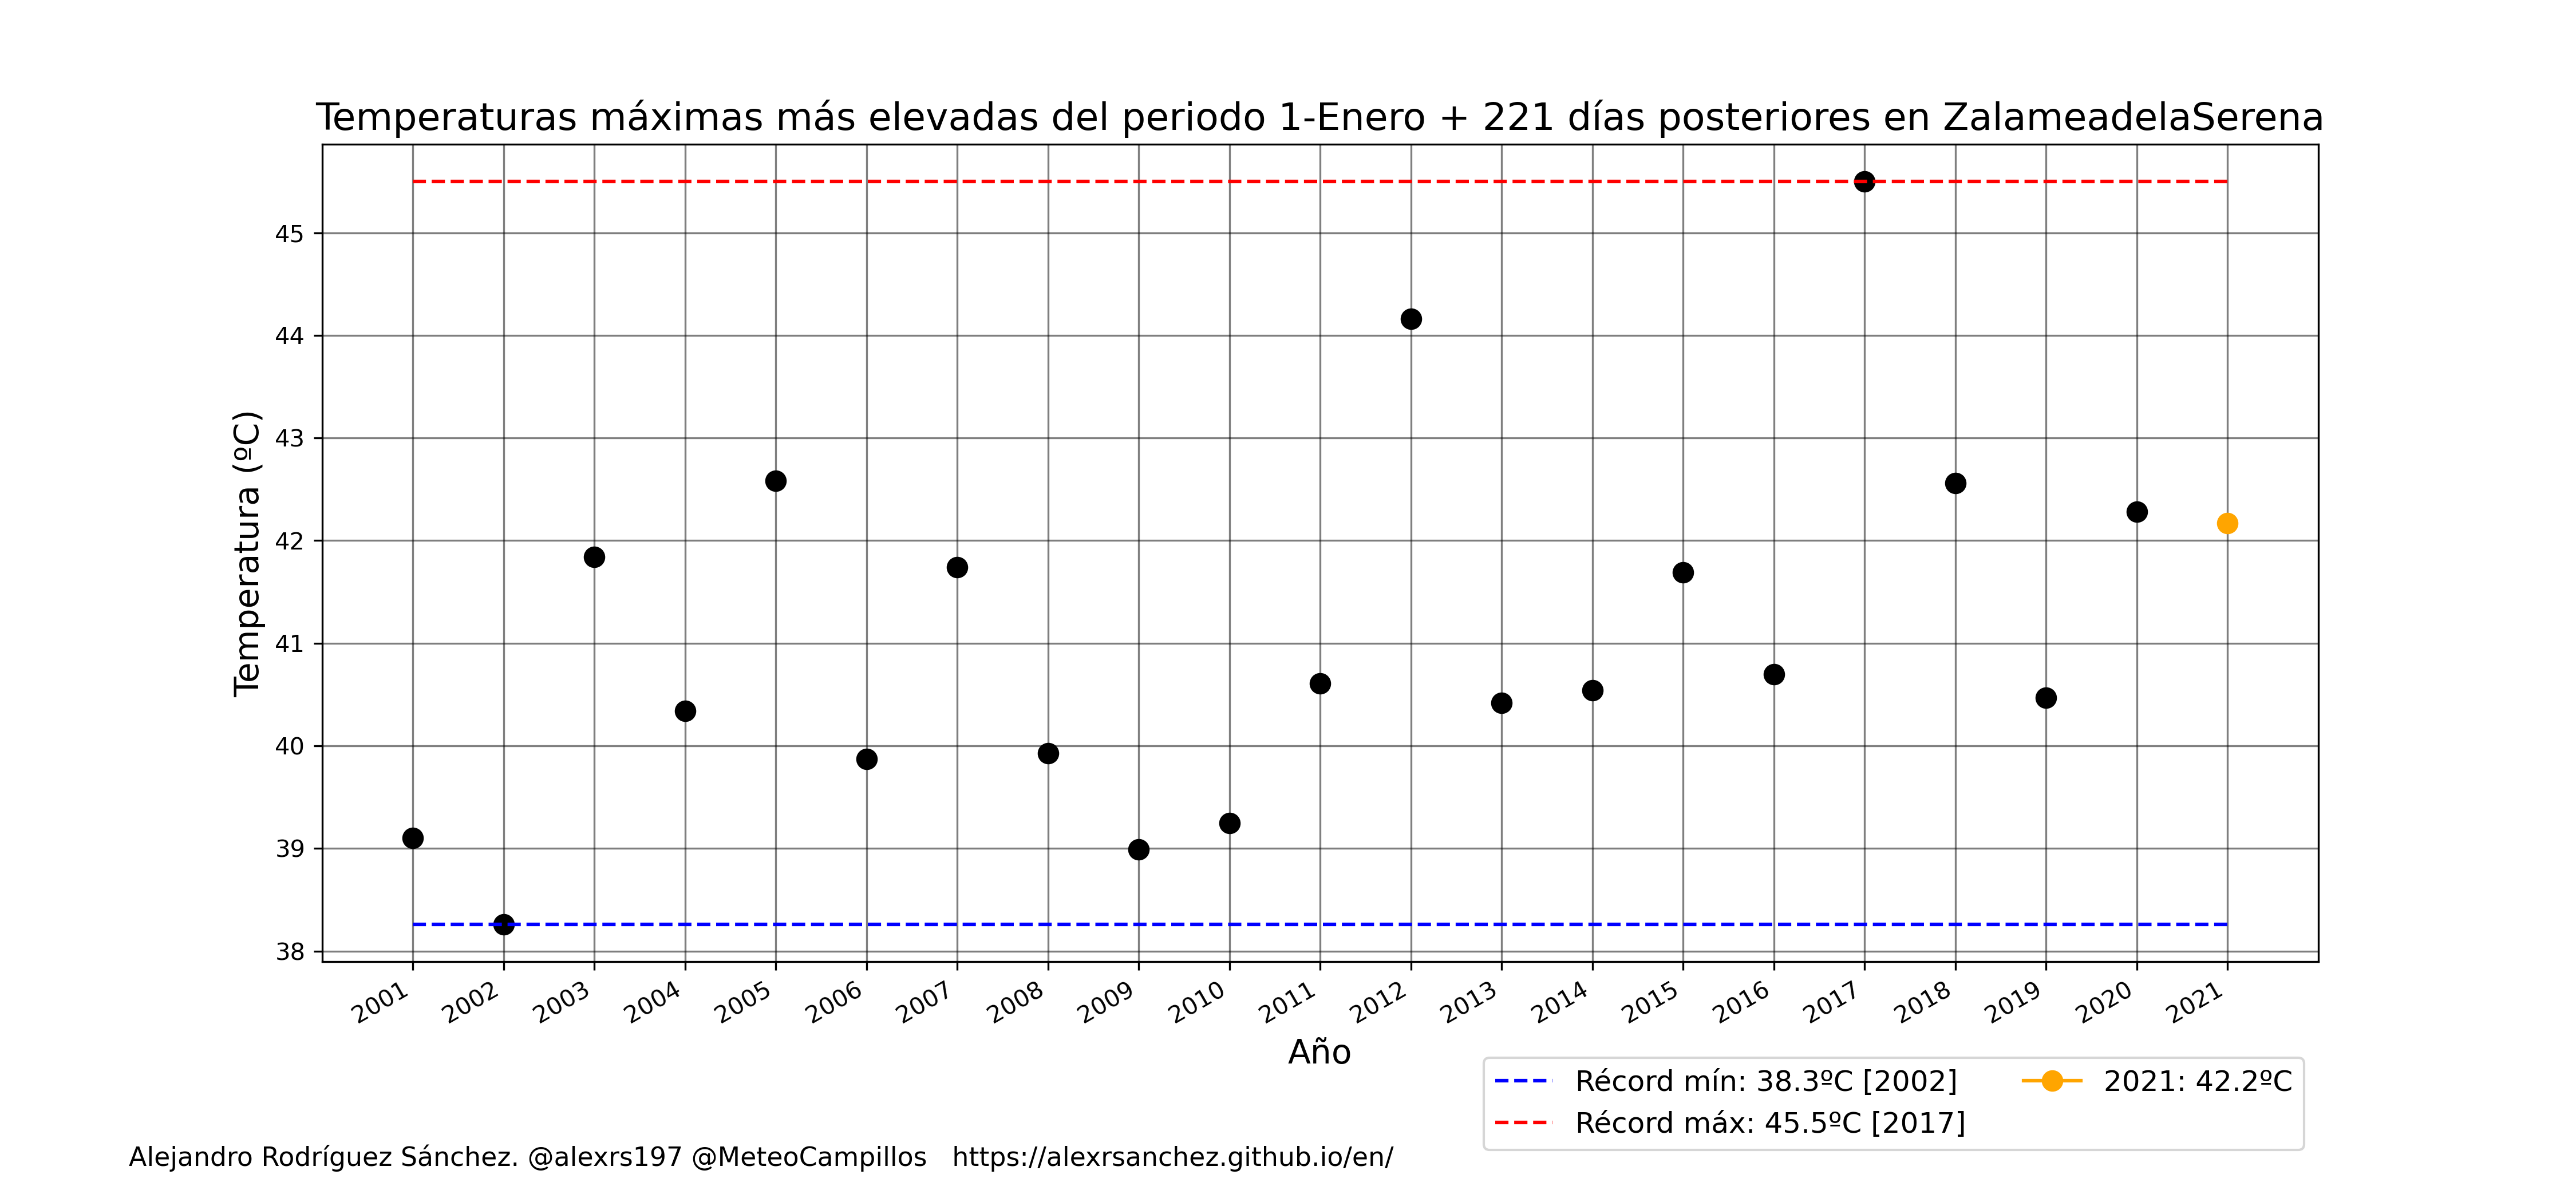 Temperaturas máximas más elevadas del periodo 1-Enero + 221 días posteriores en ZalameadelaSerena
Temperatura (ºC)
45
44
43
42
41
40
39
38
2001 2002 2003 2004 2005 2006 2007 2008 2009 2010 2011 2012 2013 2014 2015 2016 2017 2018 2019 2020 2021
Año
Récord mín: 38.3ºC [2002] 2021: 42.2ºC
Récord máx: 45.5ºC [2017]
Alejandro Rodríguez Sánchez. @alexrs197 @MeteoCampillos https://alexrsanchez.github.io/en/